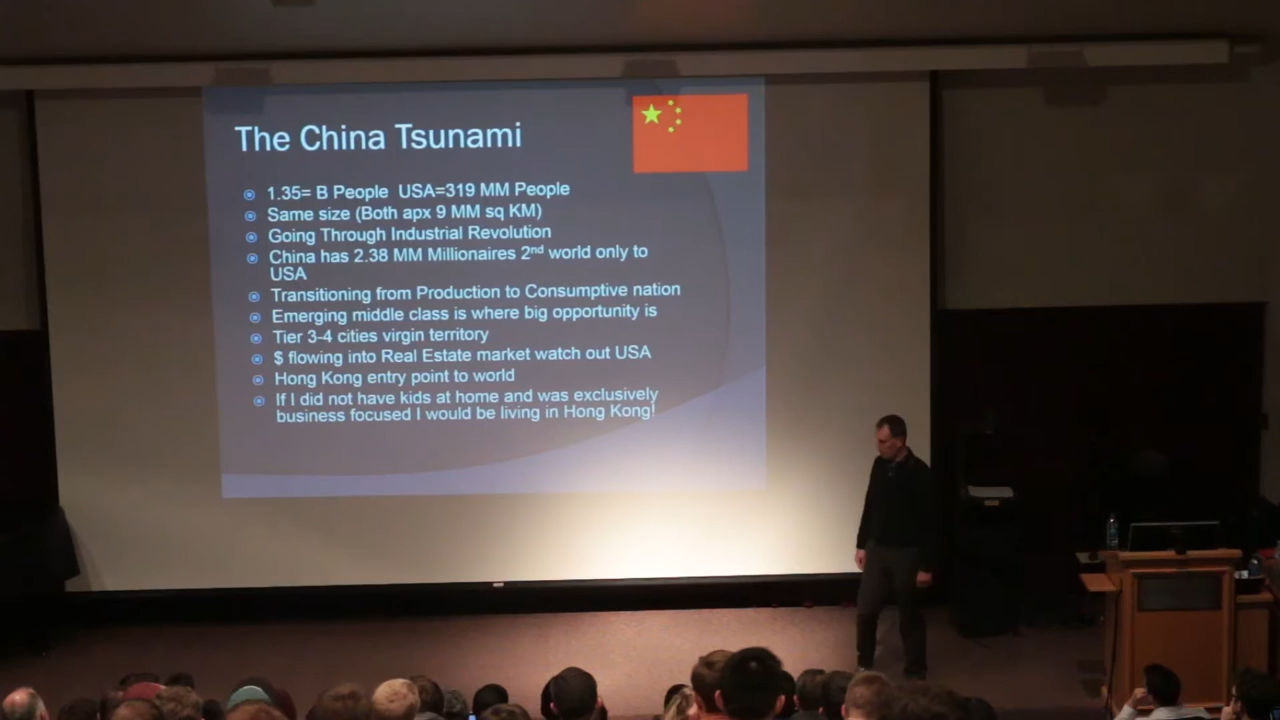 The China Tsunami
1.35= B People USA=319 MM People
Same size (Both apx 9 MM sq KM)
Going Through Industrial Revolution
China has 2.38 MM Millionaires 2nd world only to
USA
Transitioning from Production to Consumptive nation
Emerging middle class is where big opportunity is
Tier 3-4 cities virgin territory
$ flowing into Real Estate market watch out USA
Hong Kong entry point to world
If I did not have kids at home and was exclusively
business focused I would be living in Hong Kong!